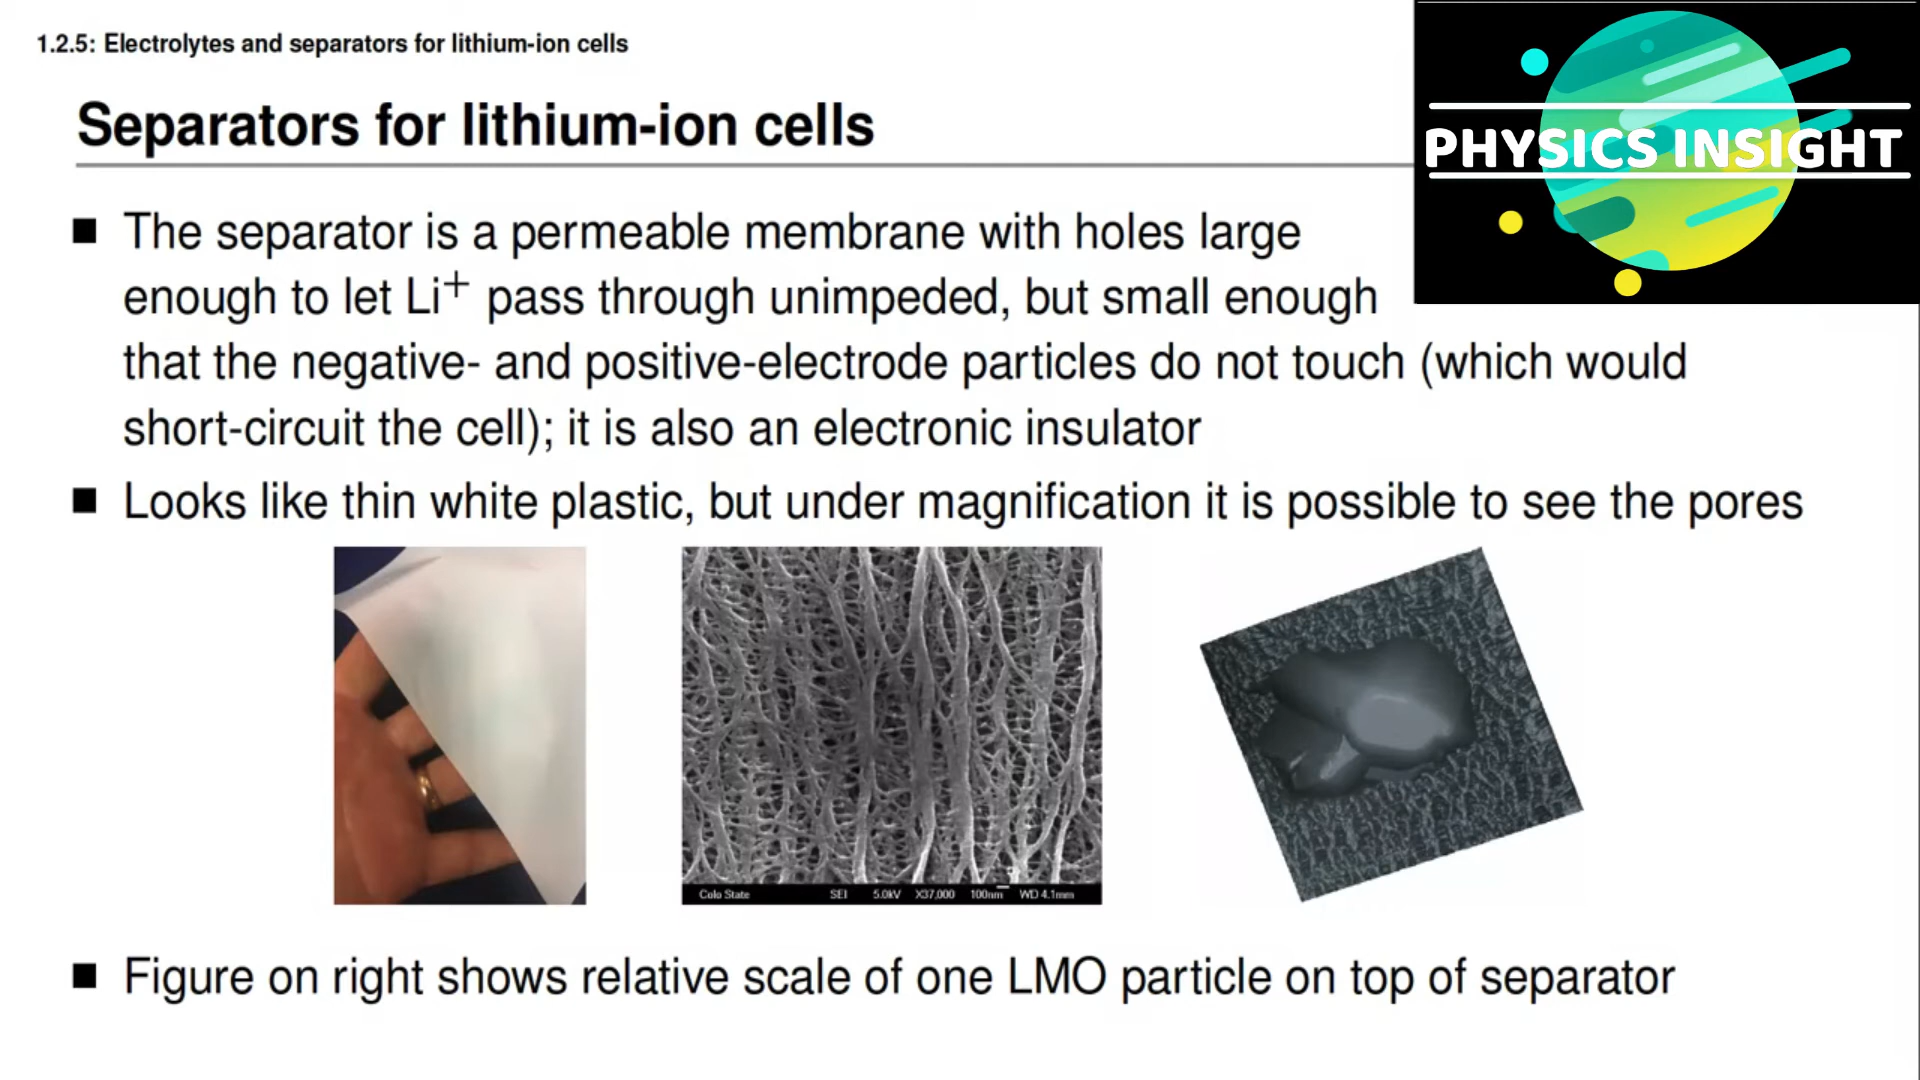 1.2.5: Electrolytes and separators for lithium-ion cells
Separators for lithium-ion cells
PHYSICS INSIGHT
■ The separator is a permeable membrane with holes large
enough to let Li⁺ pass through unimpeded, but small enough
that the negative- and positive-electrode particles do not touch (which would
short-circuit the cell); it is also an electronic insulator
■ Looks like thin white plastic, but under magnification it is possible to see the pores
Colo State SEI 5.0kV X37,000 100nm WD 4.1mm
■ Figure on right shows relative scale of one LMO particle on top of separator